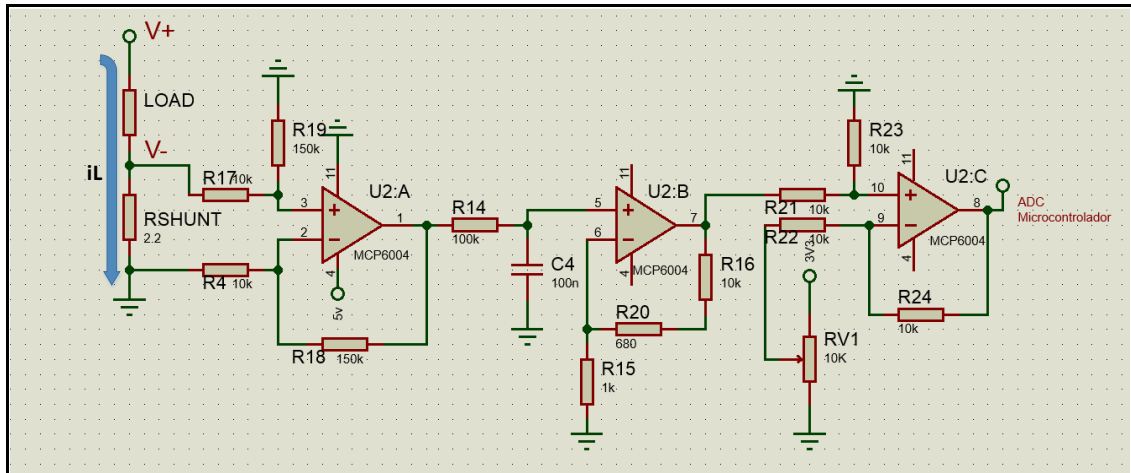 V+
LOAD
V-
iL
RSHUNT
2.2
R17
10k
R4
10k
R19
150k
11
U2:A
3
2
1
4
MCP6004
5v
R18
150k
R14
100k
C4
100n
U2:B
5
6
7
4
MCP6004
R16
10k
R20
680
R15
1k
R21
10k
R22
10k
R23
10k
11
U2:C
10
9
8
4
MCP6004
ADC
Microcontrolador
R24
10k
3V3
RV1
10K